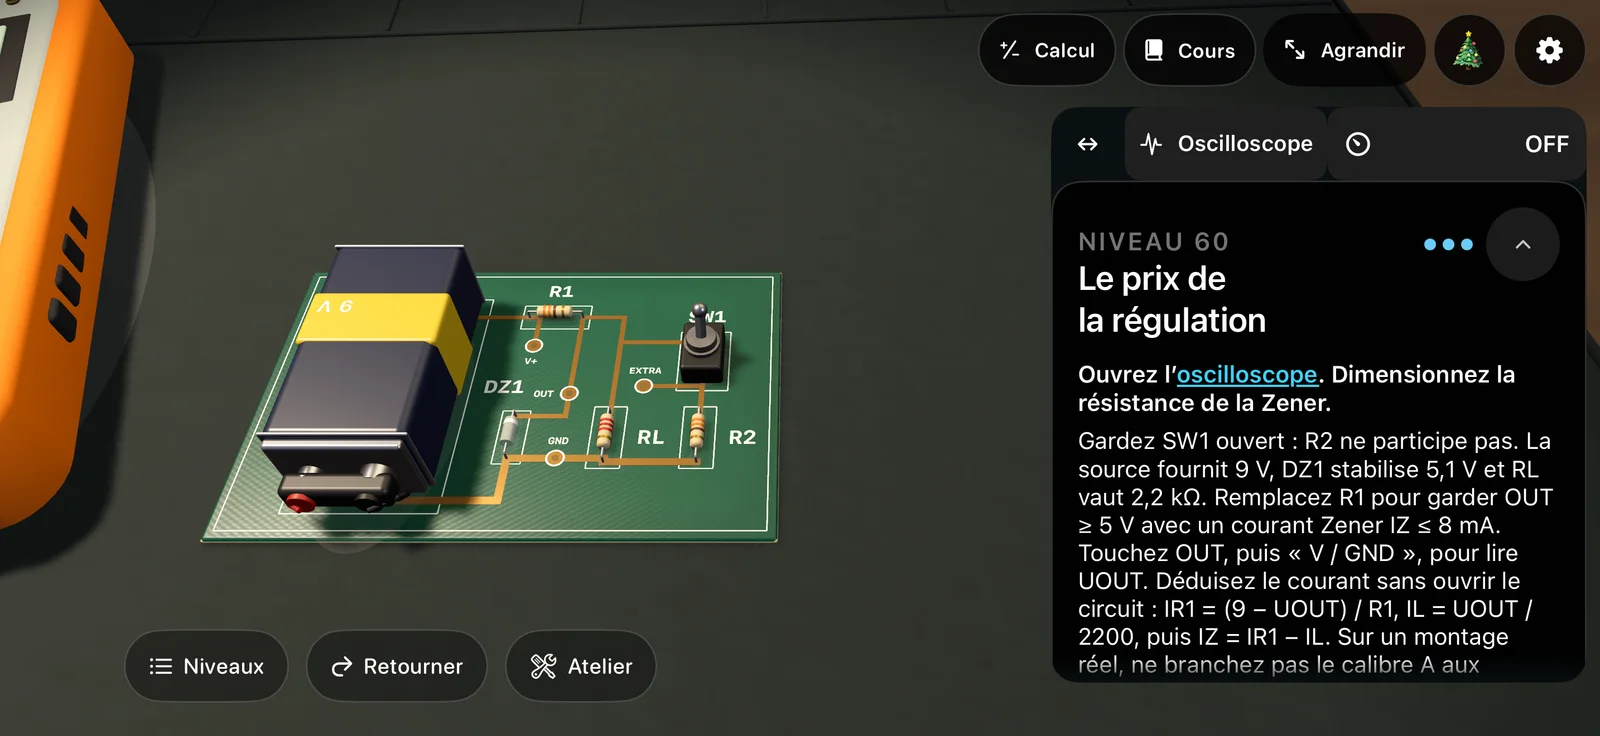 Calcul
Cours
Agrandir
Oscilloscope
OFF
NIVEAU 60
Le prix de
la régulation
Ouvrez l’oscilloscope. Dimensionnez la
résistance de la Zener.
Gardez SW1 ouvert : R2 ne participe pas. La
source fournit 9 V, DZ1 stabilise 5,1 V et RL
vaut 2,2 kΩ. Remplacez R1 pour garder OUT
≥ 5 V avec un courant Zener IZ ≤ 8 mA.
Touchez OUT, puis « V / GND », pour lire
UOUT. Déduisez le courant sans ouvrir le
circuit : IR1 = (9 − UOUT) / R1, IL = UOUT /
2200, puis IZ = IR1 − IL. Sur un montage
réel, ne branchez pas le calibre A aux
9 V
R1
SW1
V+
EXTRA
DZ1
OUT
GND
RL
R2
Niveaux
Retourner
Atelier